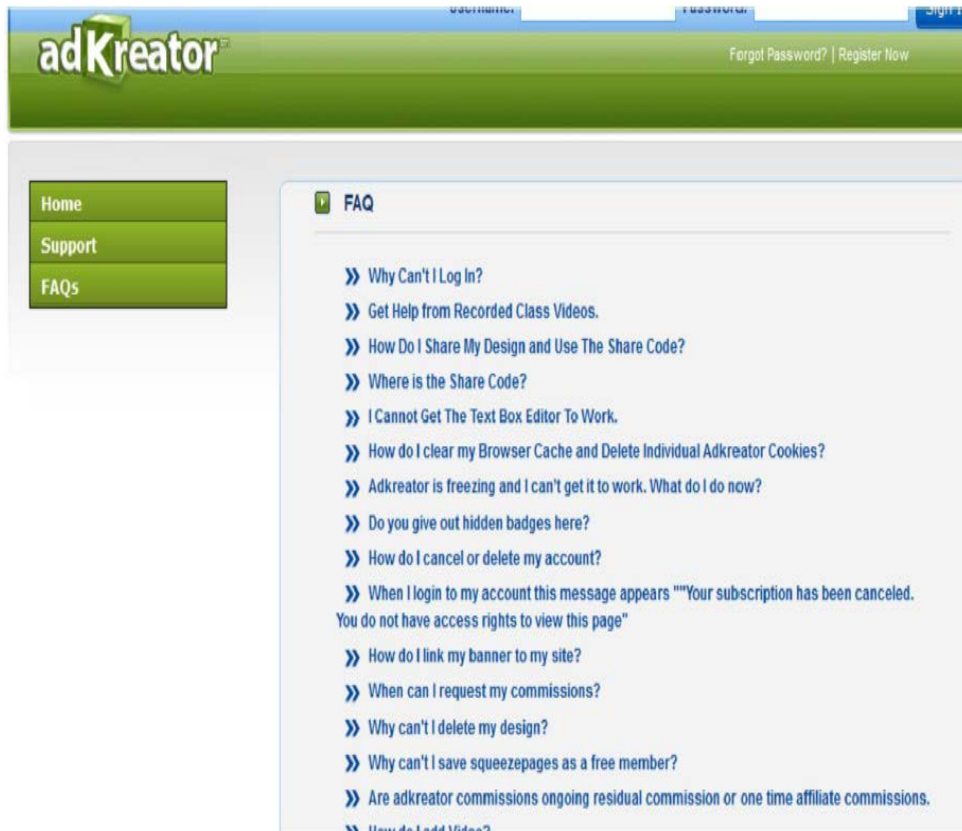 Username:
Password:
Sign I
adKreator
Forgot Password? | Register Now
Home
Support
FAQs
FAQ
Why Can't I Log In?
Get Help from Recorded Class Videos.
How Do I Share My Design and Use The Share Code?
Where is the Share Code?
I Cannot Get The Text Box Editor To Work.
How do I clear my Browser Cache and Delete Individual Adkreator Cookies?
Adkreator is freezing and I can't get it to work. What do I do now?
Do you give out hidden badges here?
How do I cancel or delete my account?
When I login to my account this message appears ""Your subscription has been canceled.
You do not have access rights to view this page"
How do I link my banner to my site?
When can I request my commissions?
Why can't I delete my design?
Why can't I save squeezepages as a free member?
Are adkreator commissions ongoing residual commission or one time affiliate commissions.
How do I add Video?